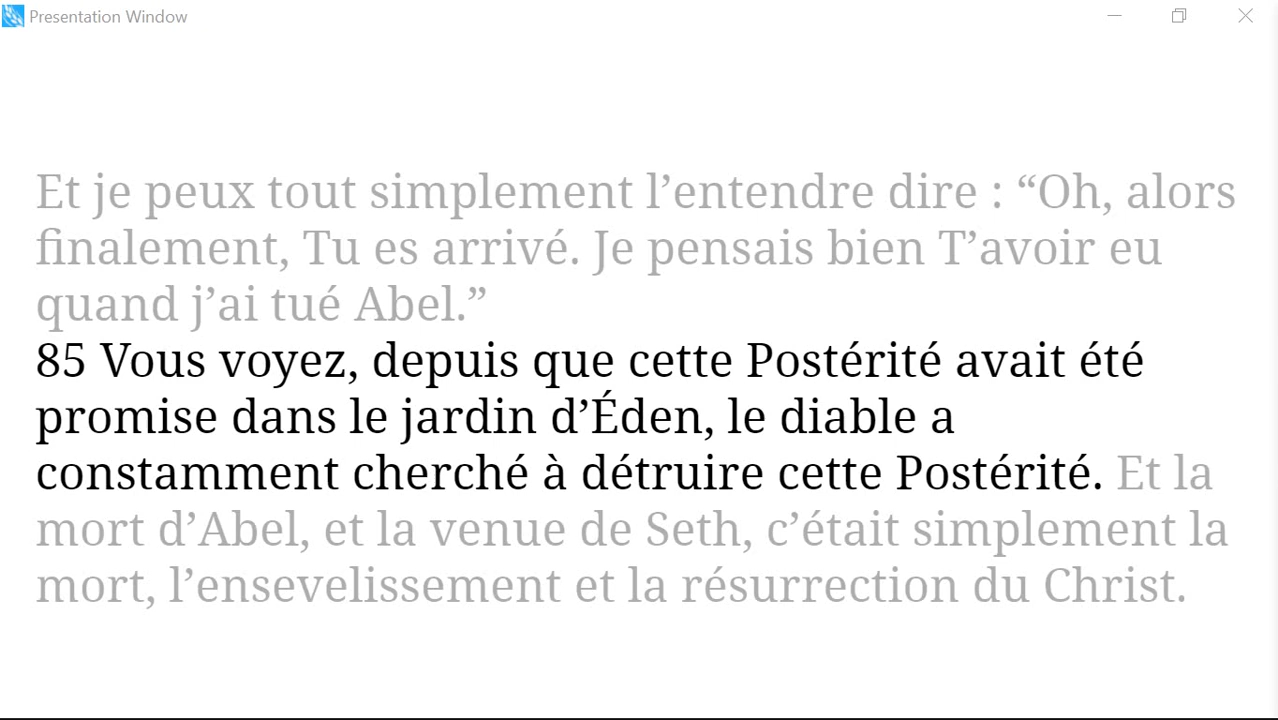 Presentation Window
Et je peux tout simplement l’entendre dire : “Oh, alors
finalement, Tu es arrivé. Je pensais bien T’avoir eu
quand j’ai tué Abel.”
85 Vous voyez, depuis que cette Postérité avait été
promise dans le jardin d’Éden, le diable a
constamment cherché à détruire cette Postérité. Et la
mort d’Abel, et la venue de Seth, c’était simplement la
mort, l’ensevelissement et la résurrection du Christ.